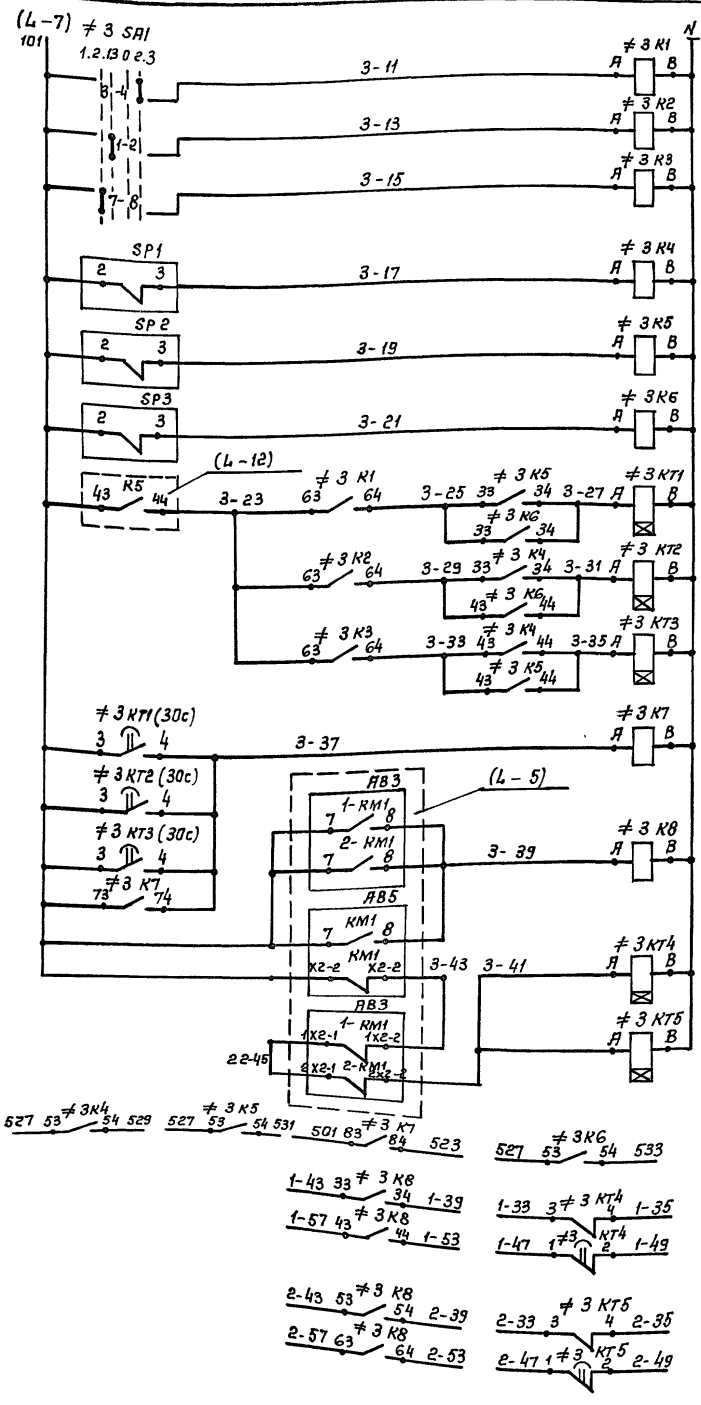 (L-7) ≠ 3 SA1 N
101
1.2.13 0 2.3 ≠ 3 K1
3-4 3-11 A B
≠ 3 K2
1-2 3-13 A B
≠ 3 K3
7-8 3-15 A B
SP1 ≠ 3 K4
2 3 3-17 A B
SP2 ≠ 3 K5
2 3 3-19 A B
SP3 ≠ 3 K6
2 3 3-21 A B
(L-12)
K5 ≠ 3 K1 ≠ 3 K5 ≠ 3 KT1
43 44 3-23 63 64 3-25 33 34 3-27 A B
≠ 3 K6
33 34
≠ 3 K2 ≠ 3 K4 ≠ 3 KT2
63 64 3-29 33 34 3-31 A B
≠ 3 K6
43 44
≠ 3 K3 ≠ 3 K4 ≠ 3 KT3
63 64 3-33 43 44 3-35 A B
≠ 3 K5
43 44
≠ 3 KT1 (30c) ≠ 3 K7
3 4 3-37 A B
≠ 3 KT2 (30c) AB3 (L-5)
3 4 1-KM1
7 8
≠ 3 KT3 (30c) 2-KM1 ≠ 3 K8
3 4 7 8 3-39 A B
≠ 3 K7
73 74
AB5
KM1
7 8
KM1 ≠ 3 KT4
X2-2 X2-2 3-43 3-41 A B
AB3
1-KM1 ≠ 3 KT5
1X2-1 1X2-2 A B
22-45
2-KM1
2X2-1 2X2-2
≠ 3K4 ≠ 3 K5 ≠ 3 K7 ≠ 3K6
527 53 54 529 527 53 54 531 501 83 84 523 527 53 54 533
1-43 33 ≠ 3 K8 34 1-39 1-33 3 ≠ 3 KT4 4 1-35
1-57 43 ≠ 3 K8 44 1-53 1-47 1 ≠3 KT4 2 1-49
2-43 53 ≠ 3 K8 54 2-39 2-33 3 ≠ 3 KT5 4 2-35
2-57 63 ≠ 3 K8 64 2-53 2-47 1 ≠ 3 KT5 2 2-49